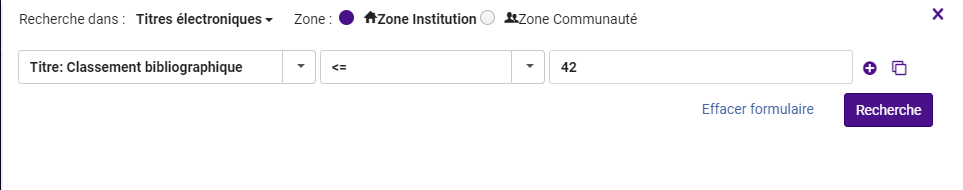 Recherche dans : Titres électroniques Zone : Zone Institution Zone Communauté
Titre: Classement bibliographique <= 42
Effacer formulaire Recherche